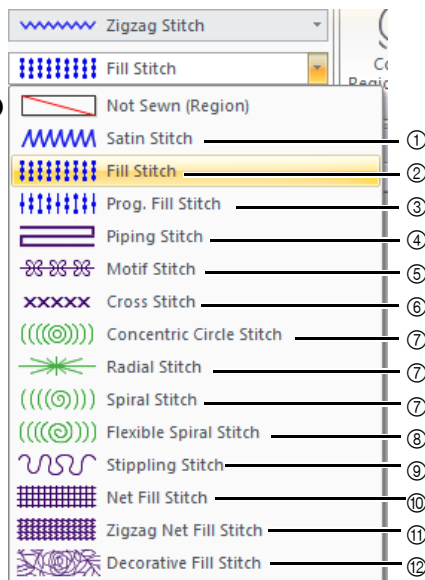 Zigzag Stitch
Fill Stitch
Not Sewn (Region)
Satin Stitch ①
Fill Stitch ②
Prog. Fill Stitch ③
Piping Stitch ④
Motif Stitch ⑤
Cross Stitch ⑥
Concentric Circle Stitch ⑦
Radial Stitch ⑦
Spiral Stitch ⑦
Flexible Spiral Stitch ⑧
Stippling Stitch ⑨
Net Fill Stitch ⑩
Zigzag Net Fill Stitch ⑪
Decorative Fill Stitch ⑫